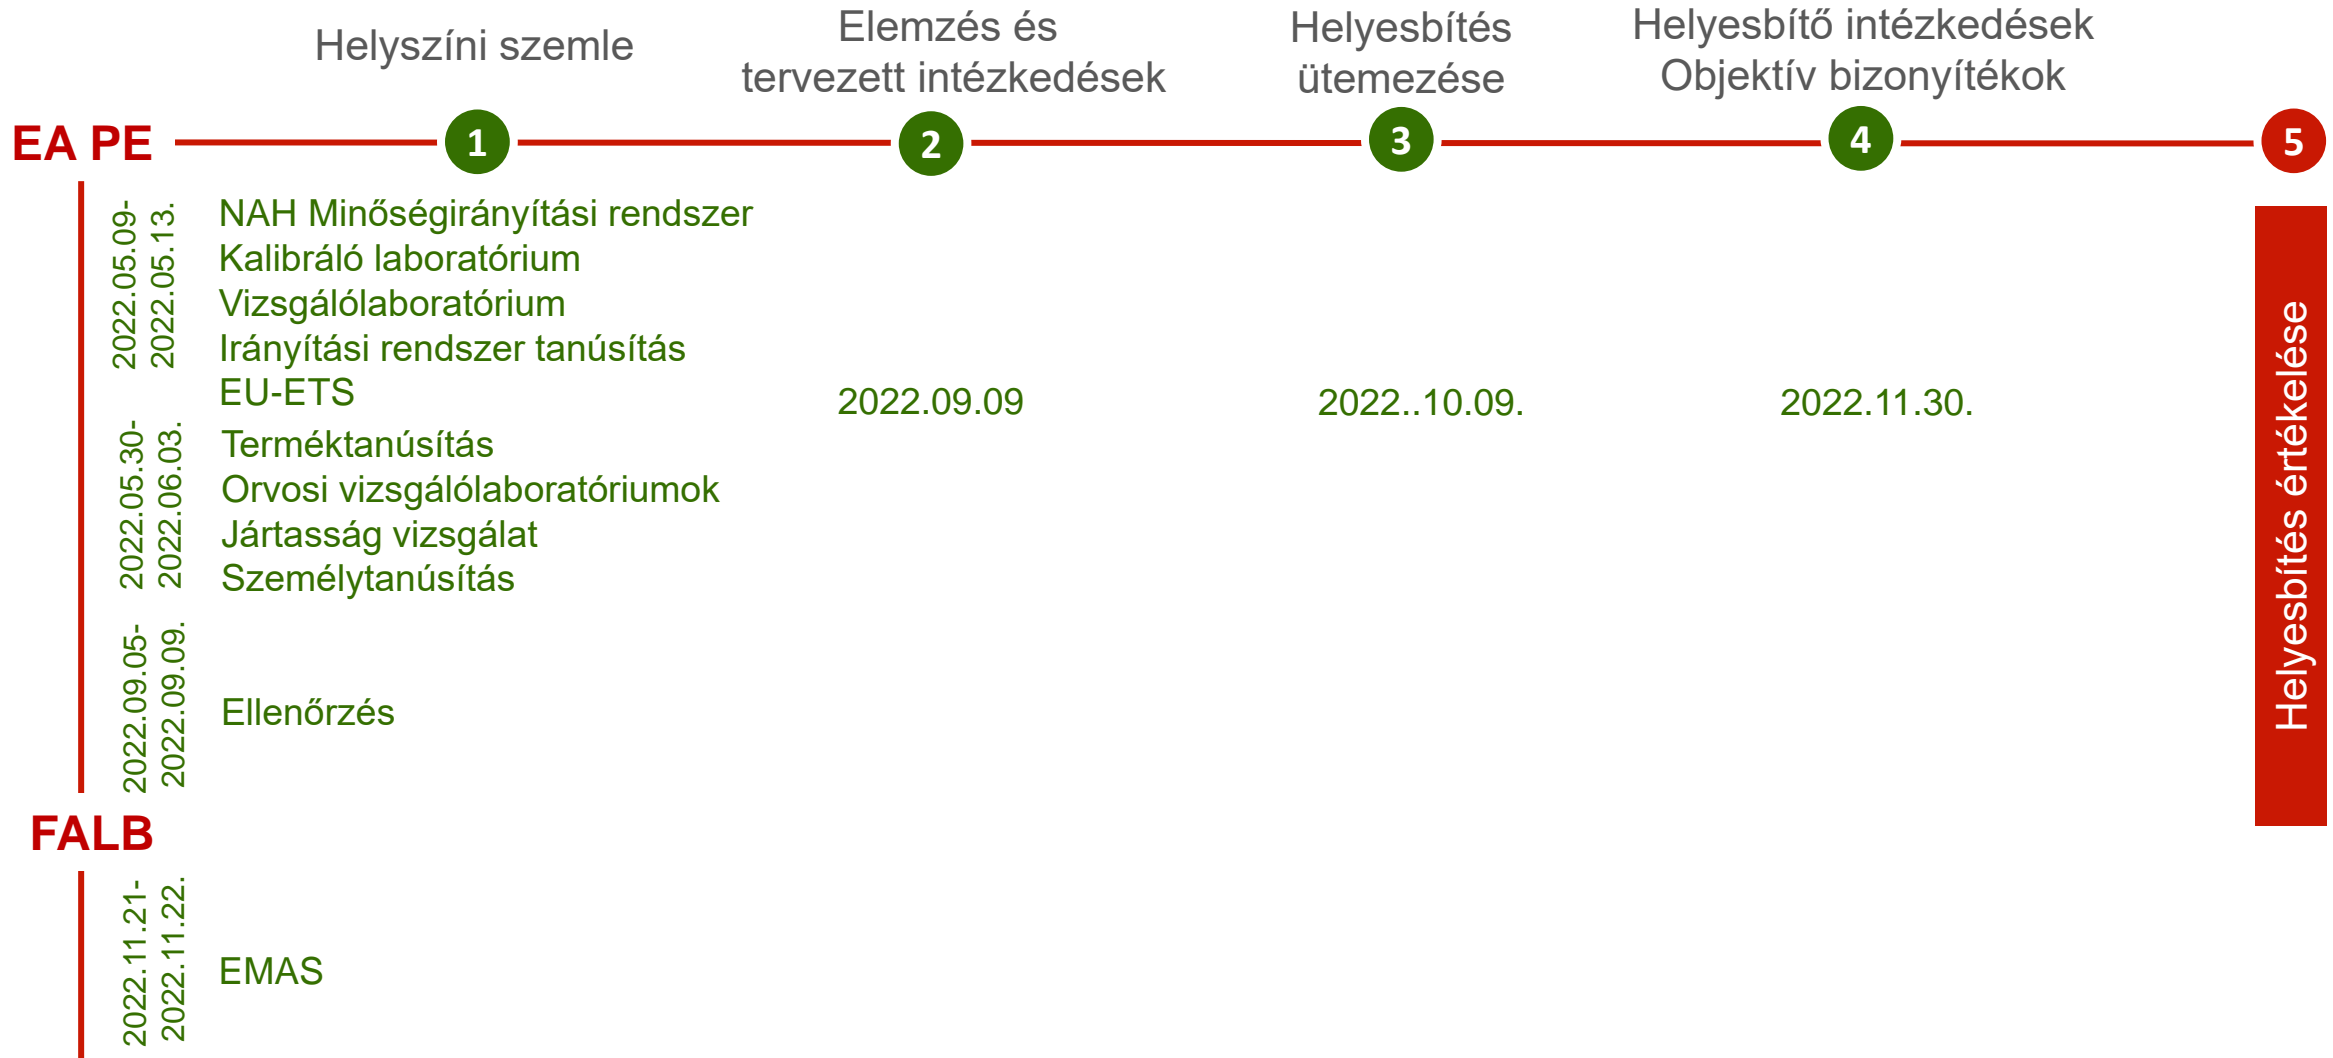 Helyszíni szemle
Elemzés és
tervezett intézkedések
Helyesbítés
ütemezése
Helyesbítő intézkedések
Objektív bizonyítékok
EA PE
1
2
3
4
5
2022.05.09-
2022.05.13.
NAH Minőségirányítási rendszer
Kalibráló laboratórium
Vizsgálólaboratórium
Irányítási rendszer tanúsítás
EU-ETS
2022.05.30-
2022.06.03.
Terméktanúsítás
Orvosi vizsgálólaboratóriumok
Jártasság vizsgálat
Személytanúsítás
2022.09.05-
2022.09.09.
Ellenőrzés
2022.09.09
2022..10.09.
2022.11.30.
Helyesbítés értékelése
FALB
2022.11.21-
2022.11.22.
EMAS